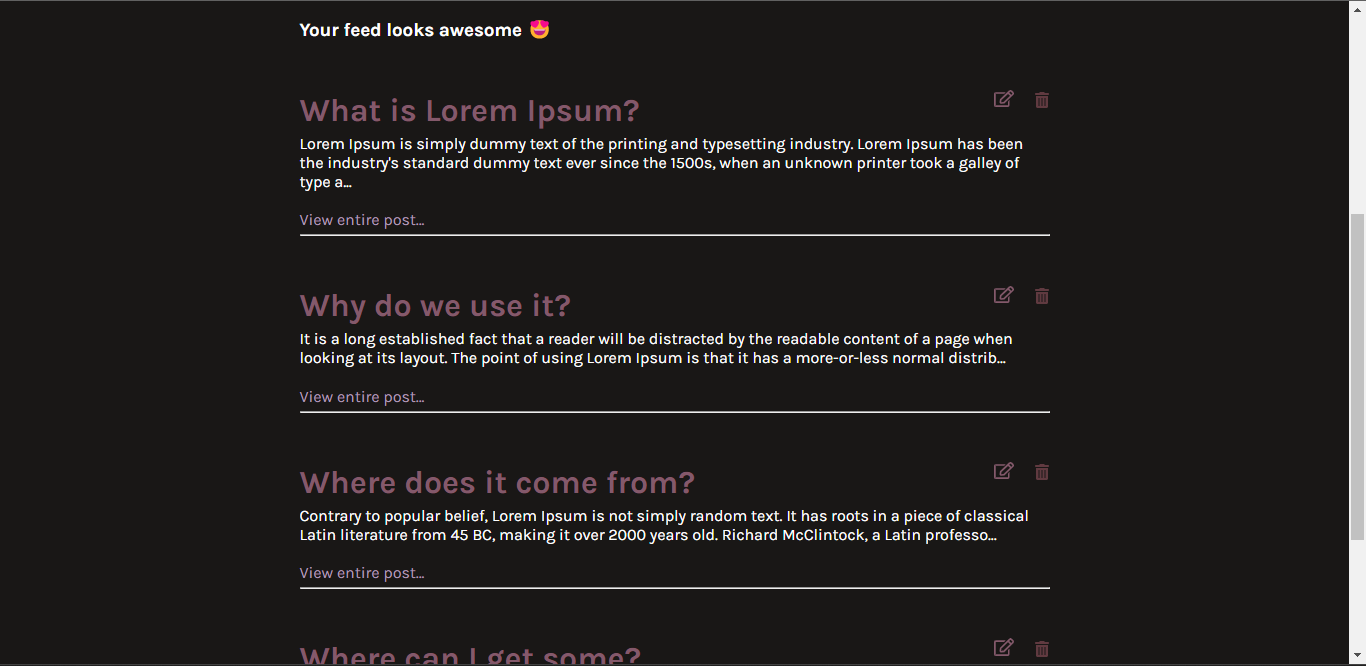 Your feed looks awesome 🤩
What is Lorem Ipsum?
Lorem Ipsum is simply dummy text of the printing and typesetting industry. Lorem Ipsum has been
the industry's standard dummy text ever since the 1500s, when an unknown printer took a galley of
type a...
View entire post...
Why do we use it?
It is a long established fact that a reader will be distracted by the readable content of a page when
looking at its layout. The point of using Lorem Ipsum is that it has a more-or-less normal distrib...
View entire post...
Where does it come from?
Contrary to popular belief, Lorem Ipsum is not simply random text. It has roots in a piece of classical
Latin literature from 45 BC, making it over 2000 years old. Richard McClintock, a Latin professo...
View entire post...
Where can I get some?